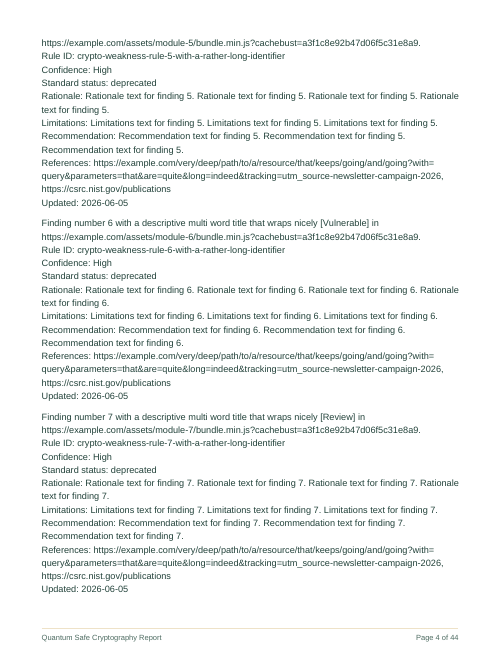 https://example.com/assets/module-5/bundle.min.js?cachebust=a3f1c8e92b47d06f5c31e8a9.
Rule ID: crypto-weakness-rule-5-with-a-rather-long-identifier
Confidence: High
Standard status: deprecated
Rationale: Rationale text for finding 5. Rationale text for finding 5. Rationale text for finding 5. Rationale
text for finding 5.
Limitations: Limitations text for finding 5. Limitations text for finding 5. Limitations text for finding 5.
Recommendation: Recommendation text for finding 5. Recommendation text for finding 5.
Recommendation text for finding 5.
References: https://example.com/very/deep/path/to/a/resource/that/keeps/going/and/going?with=
query&parameters=that&are=quite&long=indeed&tracking=utm_source-newsletter-campaign-2026,
https://csrc.nist.gov/publications
Updated: 2026-06-05
Finding number 6 with a descriptive multi word title that wraps nicely [Vulnerable] in
https://example.com/assets/module-6/bundle.min.js?cachebust=a3f1c8e92b47d06f5c31e8a9.
Rule ID: crypto-weakness-rule-6-with-a-rather-long-identifier
Confidence: High
Standard status: deprecated
Rationale: Rationale text for finding 6. Rationale text for finding 6. Rationale text for finding 6. Rationale
text for finding 6.
Limitations: Limitations text for finding 6. Limitations text for finding 6. Limitations text for finding 6.
Recommendation: Recommendation text for finding 6. Recommendation text for finding 6.
Recommendation text for finding 6.
References: https://example.com/very/deep/path/to/a/resource/that/keeps/going/and/going?with=
query&parameters=that&are=quite&long=indeed&tracking=utm_source-newsletter-campaign-2026,
https://csrc.nist.gov/publications
Updated: 2026-06-05
Finding number 7 with a descriptive multi word title that wraps nicely [Review] in
https://example.com/assets/module-7/bundle.min.js?cachebust=a3f1c8e92b47d06f5c31e8a9.
Rule ID: crypto-weakness-rule-7-with-a-rather-long-identifier
Confidence: High
Standard status: deprecated
Rationale: Rationale text for finding 7. Rationale text for finding 7. Rationale text for finding 7. Rationale
text for finding 7.
Limitations: Limitations text for finding 7. Limitations text for finding 7. Limitations text for finding 7.
Recommendation: Recommendation text for finding 7. Recommendation text for finding 7.
Recommendation text for finding 7.
References: https://example.com/very/deep/path/to/a/resource/that/keeps/going/and/going?with=
query&parameters=that&are=quite&long=indeed&tracking=utm_source-newsletter-campaign-2026,
https://csrc.nist.gov/publications
Updated: 2026-06-05
Quantum Safe Cryptography Report
Page 4 of 44